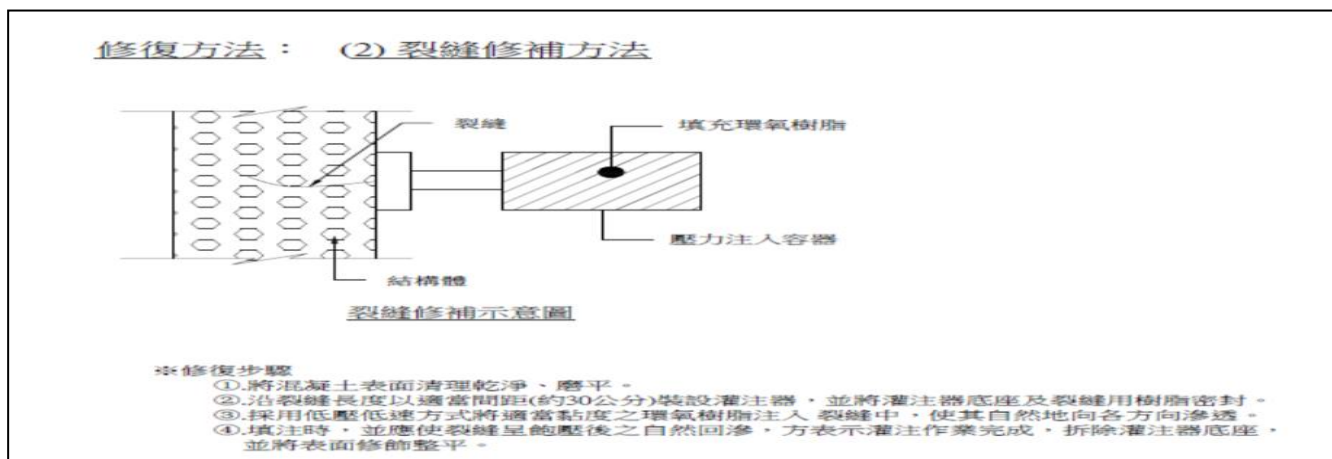 修復方法： (2) 裂縫修補方法
裂縫
填充環氧樹脂
壓力注入容器
結構體
裂縫修補示意圖
※修復步驟
①.將混凝土表面清理乾淨、磨平。
②.沿裂縫長度以適當間距(約30公分)裝設灌注器，並將灌注器底座及裂縫用樹脂密封。
③.採用低壓低速方式將適當黏度之環氧樹脂注入 裂縫中，使其自然地向各方向滲透。
④.填注時，並應使裂縫呈飽壓後之自然回滲，方表示灌注作業完成，拆除灌注器底座，
並將表面修飾整平。